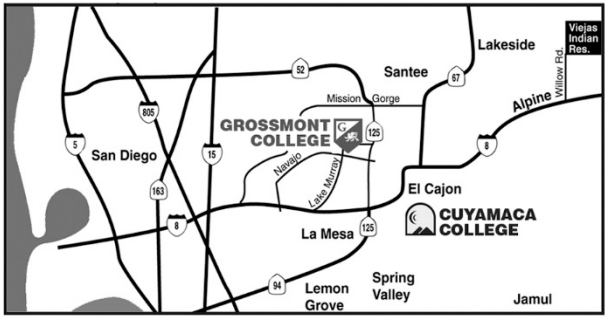 Viejas
Indian
Res.
Lakeside
Willow Rd.
52
Santee
67
Alpine
Mission Gorge
805
GROSSMONT
COLLEGE
G
125
5
San Diego
15
Navajo
8
Lake Murray
163
El Cajon
CUYAMACA
COLLEGE
8
La Mesa
125
94
Lemon
Grove
Spring
Valley
Jamul